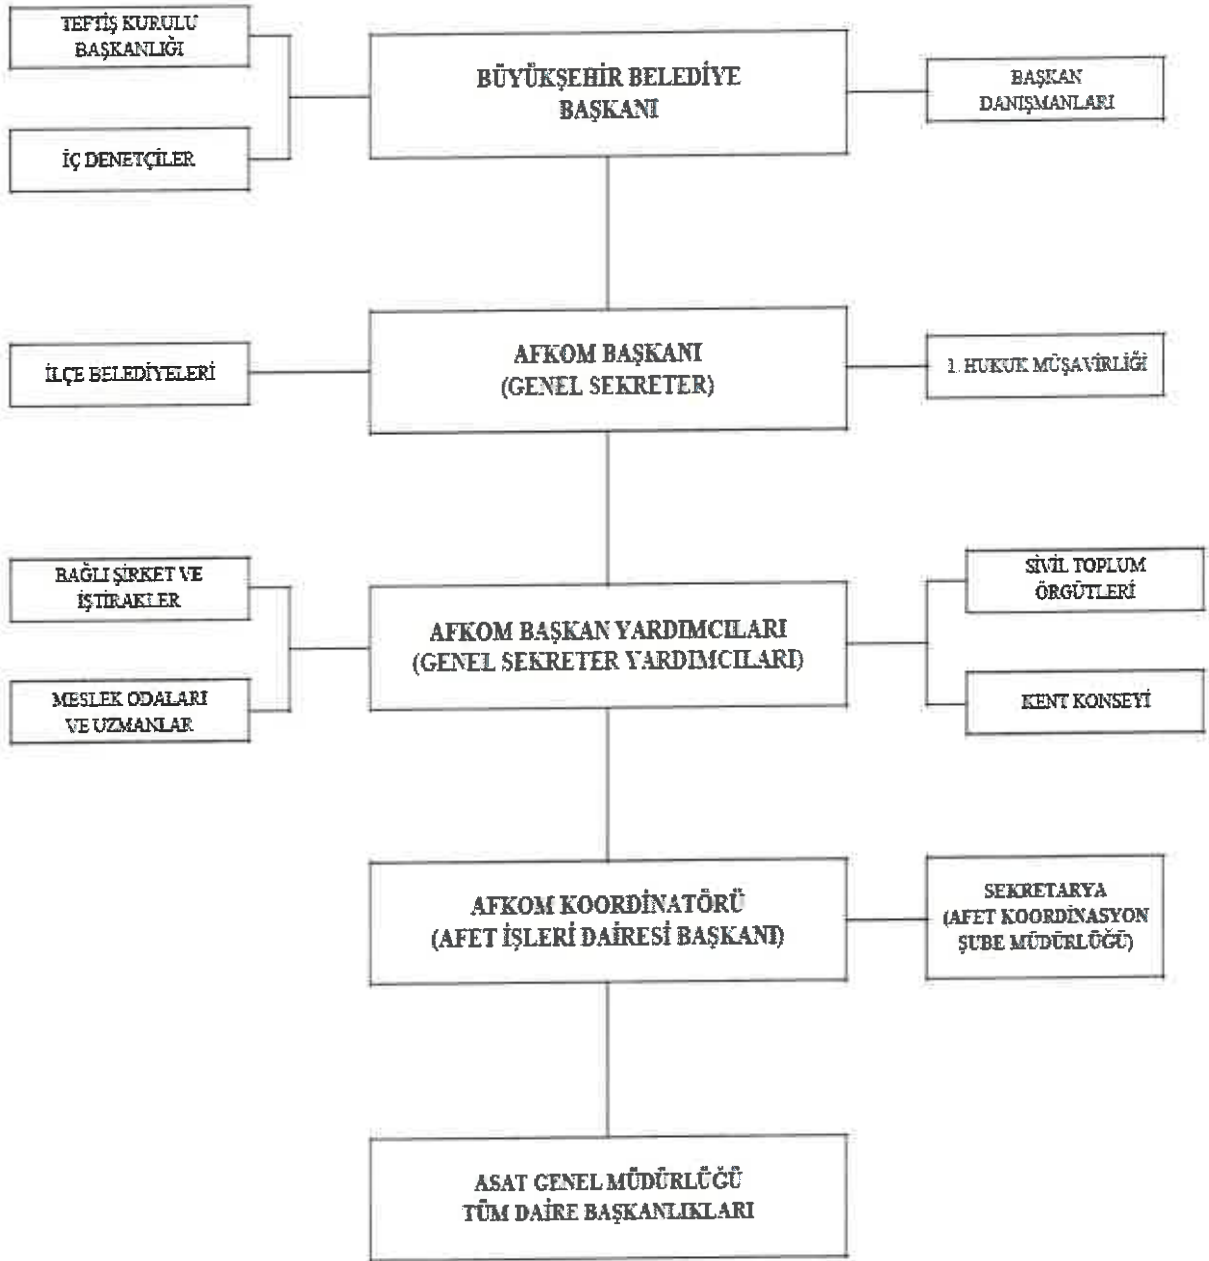 TEFTİŞ KURULU
BAŞKANLIĞI
BÜYÜKŞEHİR BELEDİYE
BAŞKANI
BAŞKAN
DANIŞMANLARI
İÇ DENETÇİLER
İLÇE BELEDİYELERİ
AFKOM BAŞKANI
(GENEL SEKRETER)
1. HUKUK MÜŞAVİRLİĞİ
BAĞLI ŞİRKET VE
İŞTİRAKLER
SİVİL TOPLUM
ÖRGÜTLERİ
AFKOM BAŞKAN YARDIMCILARI
(GENEL SEKRETER YARDIMCILARI)
MESLEK ODALARI
VE UZMANLAR
KENT KONSEYİ
AFKOM KOORDİNATÖRÜ
(AFET İŞLERİ DAİRESİ BAŞKANI)
SEKRETARYA
(AFET KOORDİNASYON
ŞUBE MÜDÜRLÜĞÜ)
ASAT GENEL MÜDÜRLÜĞÜ
TÜM DAİRE BAŞKANLIKLARI